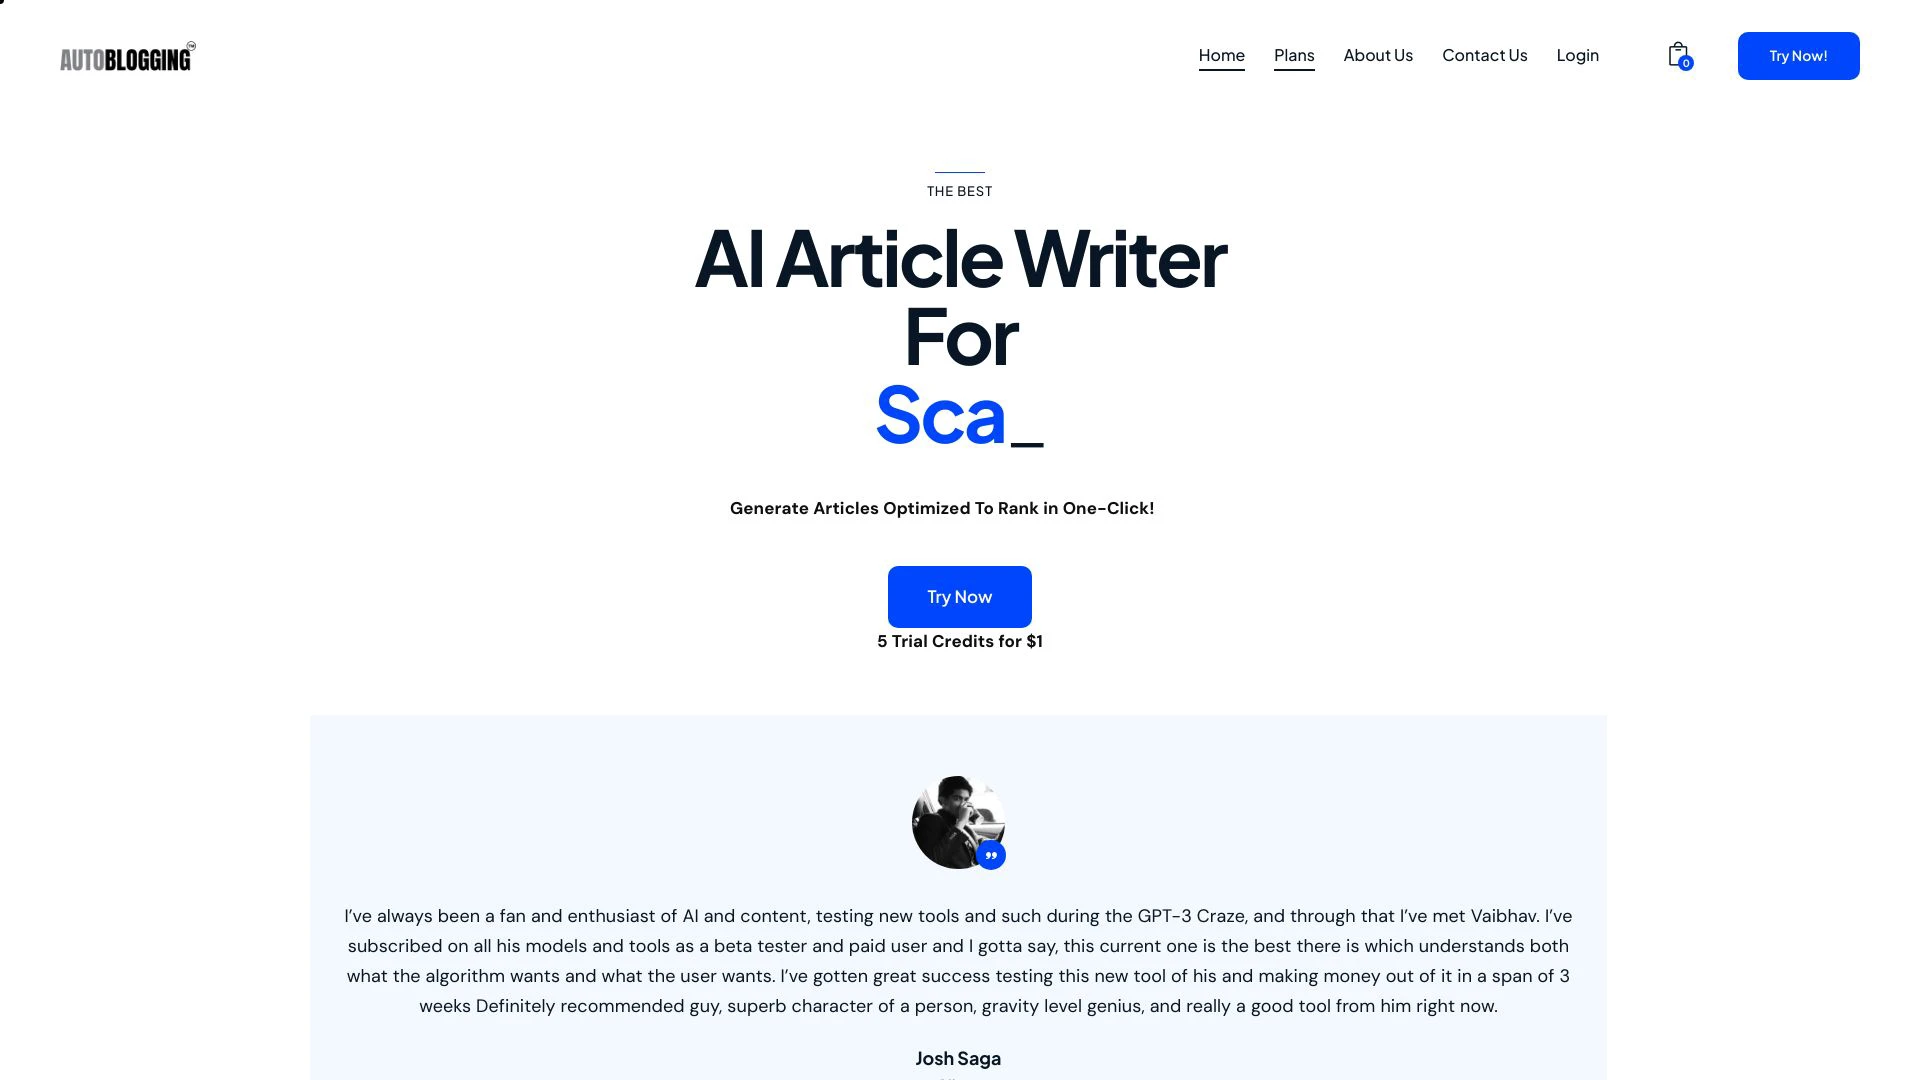 AUTOBLOGGING™
Home
Plans
About Us
Contact Us
Login
0
Try Now!
THE BEST
AI Article Writer
For
Sca_
Generate Articles Optimized To Rank in One-Click!
Try Now
5 Trial Credits for $1
I’ve always been a fan and enthusiast of AI and content, testing new tools and such during the GPT-3 Craze, and through that I’ve met Vaibhav. I’ve
subscribed on all his models and tools as a beta tester and paid user and I gotta say, this current one is the best there is which understands both
what the algorithm wants and what the user wants. I’ve gotten great success testing this new tool of his and making money out of it in a span of 3
weeks Definitely recommended guy, superb character of a person, gravity level genius, and really a good tool from him right now.
Josh Saga